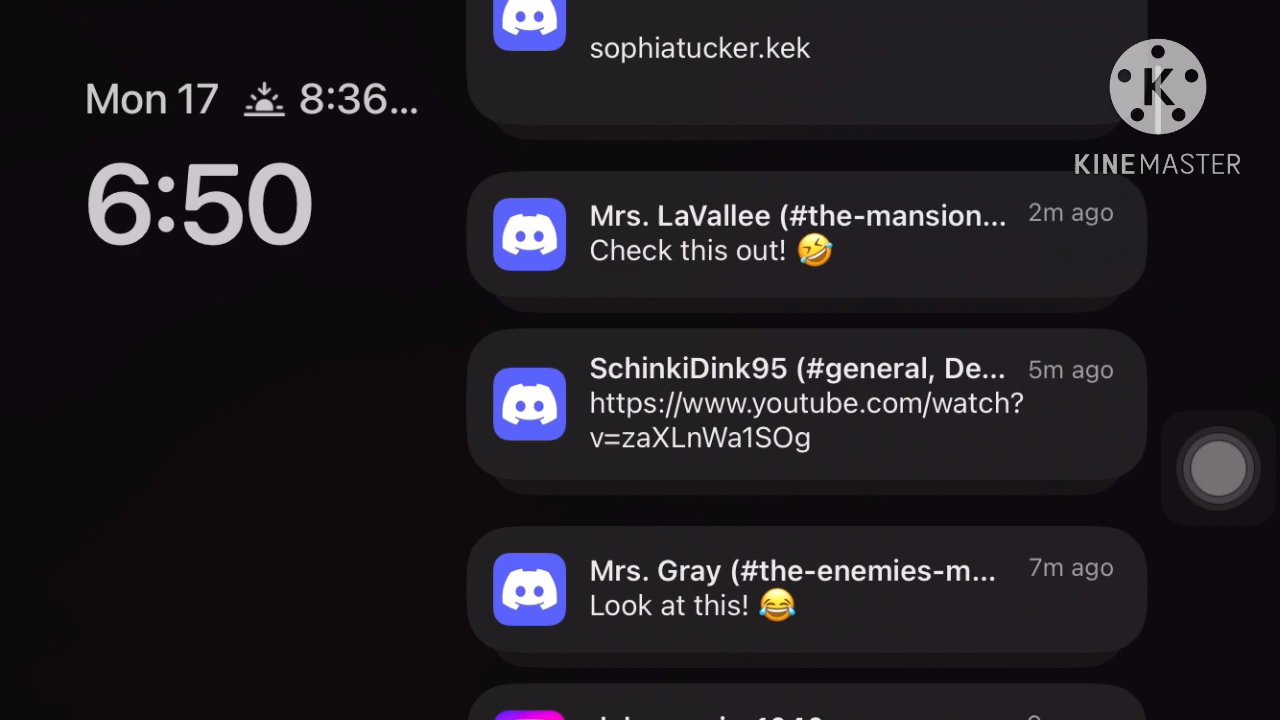 sophiatucker.kek
Mon 17 8:36...
6:50
KINEMASTER
Mrs. LaVallee (#the-mansion... 2m ago
Check this out! 🤣
SchinkiDink95 (#general, De... 5m ago
https://www.youtube.com/watch?
v=zaXLnWa1SOg
Mrs. Gray (#the-enemies-m... 7m ago
Look at this! 😂